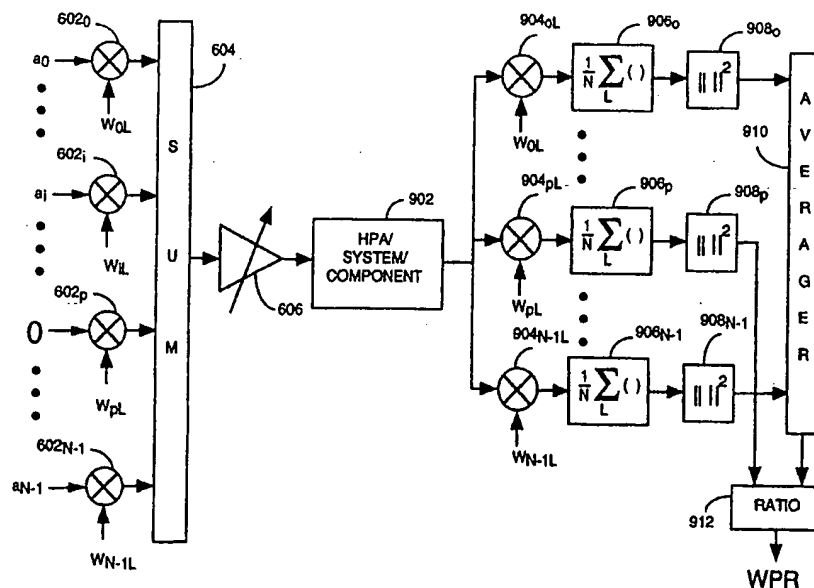 602₀
a₀
W₀L
604
602ᵢ
aᵢ
WᵢL
602ₚ
0
WₚL
602N-1
aN-1
WN-1L
S
U
M
606
902
HPA/
SYSTEM/
COMPONENT
904₀L
W₀L
906₀
1/N ∑ ( )
L
908₀
|| ||²
904ₚL
WₚL
906ₚ
1/N ∑ ( )
L
908ₚ
|| ||²
904N-1L
WN-1L
906N-1
1/N ∑ ( )
L
908N-1
|| ||²
910
A
V
E
R
A
G
E
R
RATIO
912
WPR